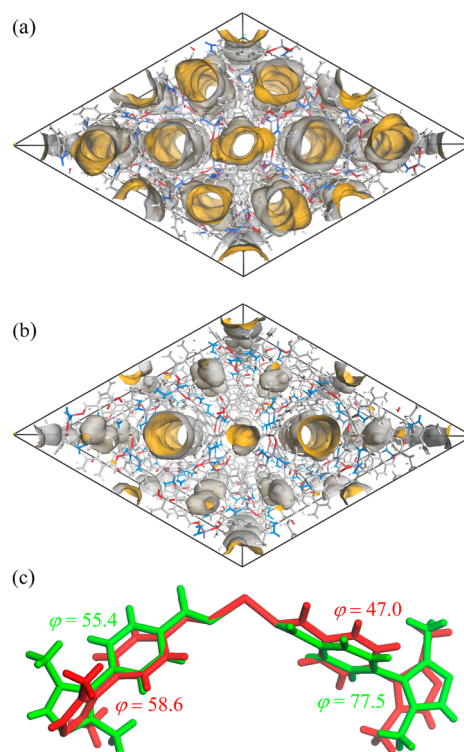 (a)
(b)
(c)
φ = 55.4
φ = 47.0
φ = 58.6
φ = 77.5